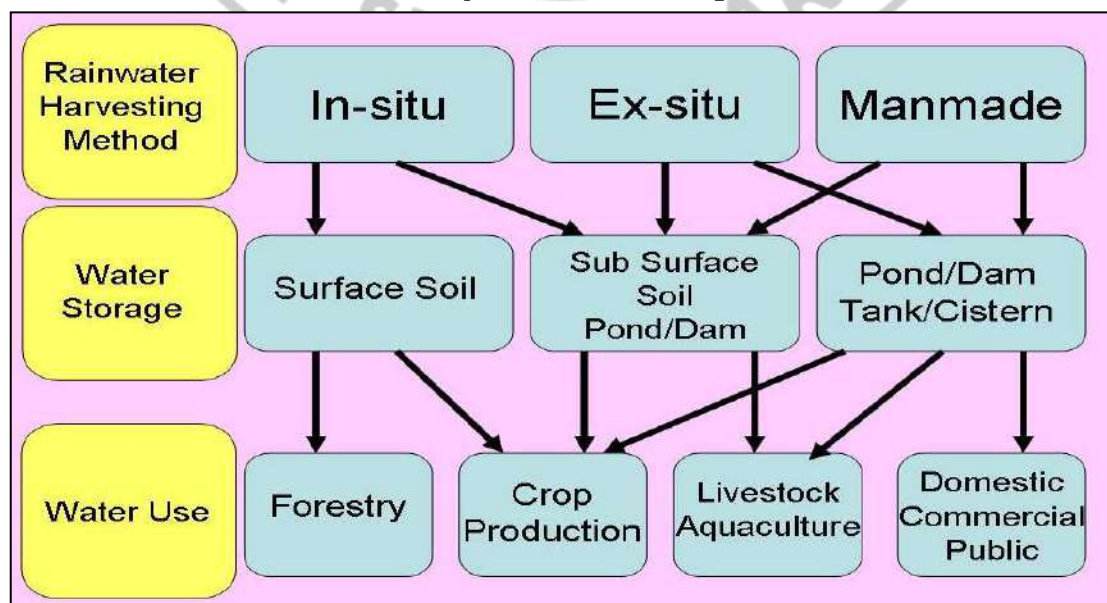 Rainwater
Harvesting
Method
In-situ
Ex-situ
Manmade
Water
Storage
Surface Soil
Sub Surface
Soil
Pond/Dam
Pond/Dam
Tank/Cistern
Water Use
Forestry
Crop
Production
Livestock
Aquaculture
Domestic
Commercial
Public